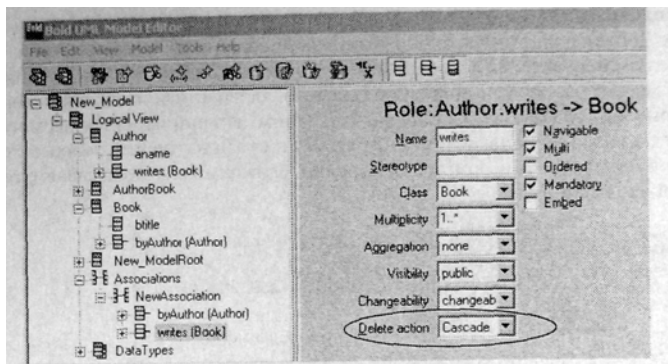 Bold UML Model Editor
File Edit View Model Tools Help
New_Model
Logical View
Author
aname
writes (Book)
AuthorBook
Book
btitle
byAuthor (Author)
New_ModelRoot
Associations
NewAssociation
byAuthor (Author)
writes (Book)
DataTypes
Role:Author.writes -> Book
Name writes
Stereotype
Class Book
Multiplicity 1..*
Aggregation none
Visibility public
Changeability changeab
Delete action Cascade
Navigable
Multi
Ordered
Mandatory
Embed